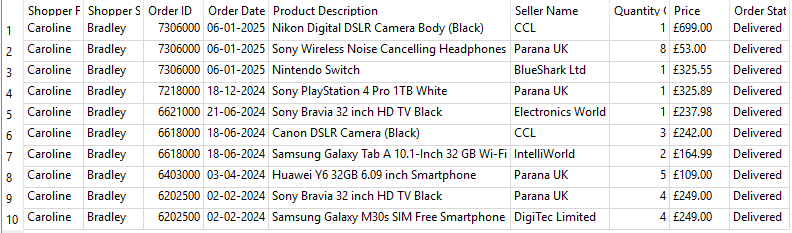 Shopper F Shopper S Order ID Order Date Product Description Seller Name Quantity Price Order Stat
1 Caroline Bradley 7306000 06-01-2025 Nikon Digital DSLR Camera Body (Black) CCL 1 £699.00 Delivered
2 Caroline Bradley 7306000 06-01-2025 Sony Wireless Noise Cancelling Headphones Parana UK 8 £53.00 Delivered
3 Caroline Bradley 7306000 06-01-2025 Nintendo Switch BlueShark Ltd 1 £325.55 Delivered
4 Caroline Bradley 7218000 18-12-2024 Sony PlayStation 4 Pro 1TB White Parana UK 1 £325.89 Delivered
5 Caroline Bradley 6621000 21-06-2024 Sony Bravia 32 inch HD TV Black Electronics World 1 £237.98 Delivered
6 Caroline Bradley 6618000 18-06-2024 Canon DSLR Camera (Black) CCL 3 £242.00 Delivered
7 Caroline Bradley 6618000 18-06-2024 Samsung Galaxy Tab A 10.1-Inch 32 GB Wi-Fi IntelliWorld 2 £164.99 Delivered
8 Caroline Bradley 6403000 03-04-2024 Huawei Y6 32GB 6.09 inch Smartphone Parana UK 5 £109.00 Delivered
9 Caroline Bradley 6202500 02-02-2024 Sony Bravia 32 inch HD TV Black Parana UK 4 £249.00 Delivered
10 Caroline Bradley 6202500 02-02-2024 Samsung Galaxy M30s SIM Free Smartphone DigiTec Limited 4 £249.00 Delivered